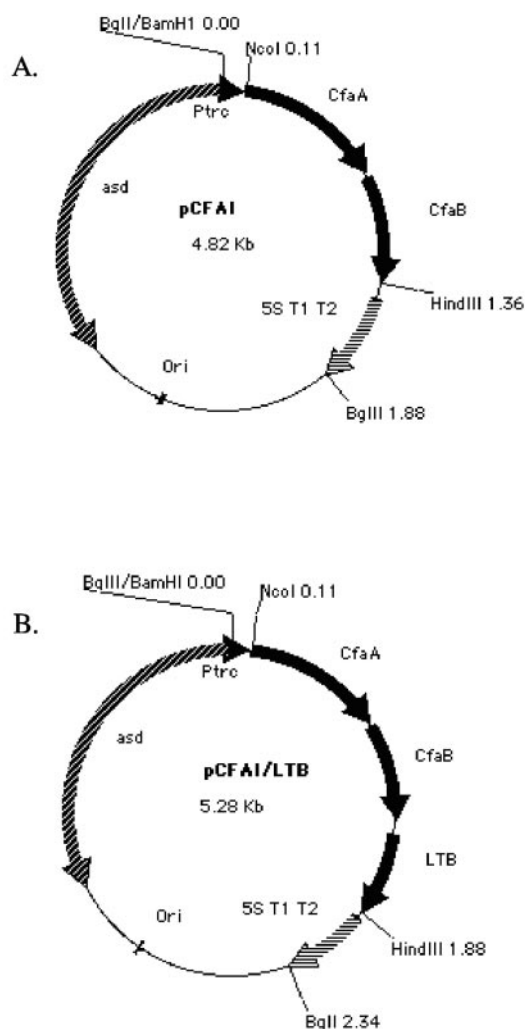 A.
BglI/BamH1 0.00
NcoI 0.11
CfaA
Ptrc
asd
pCFAI
CfaB
4.82 Kb
HindIII 1.36
5S T1 T2
Ori
BglII 1.88
B.
BglII/BamHI 0.00
NcoI 0.11
CfaA
Ptrc
asd
CfaB
pCFAI/LTB
5.28 Kb
LTB
5S T1 T2
Ori
HindIII 1.88
BglI 2.34